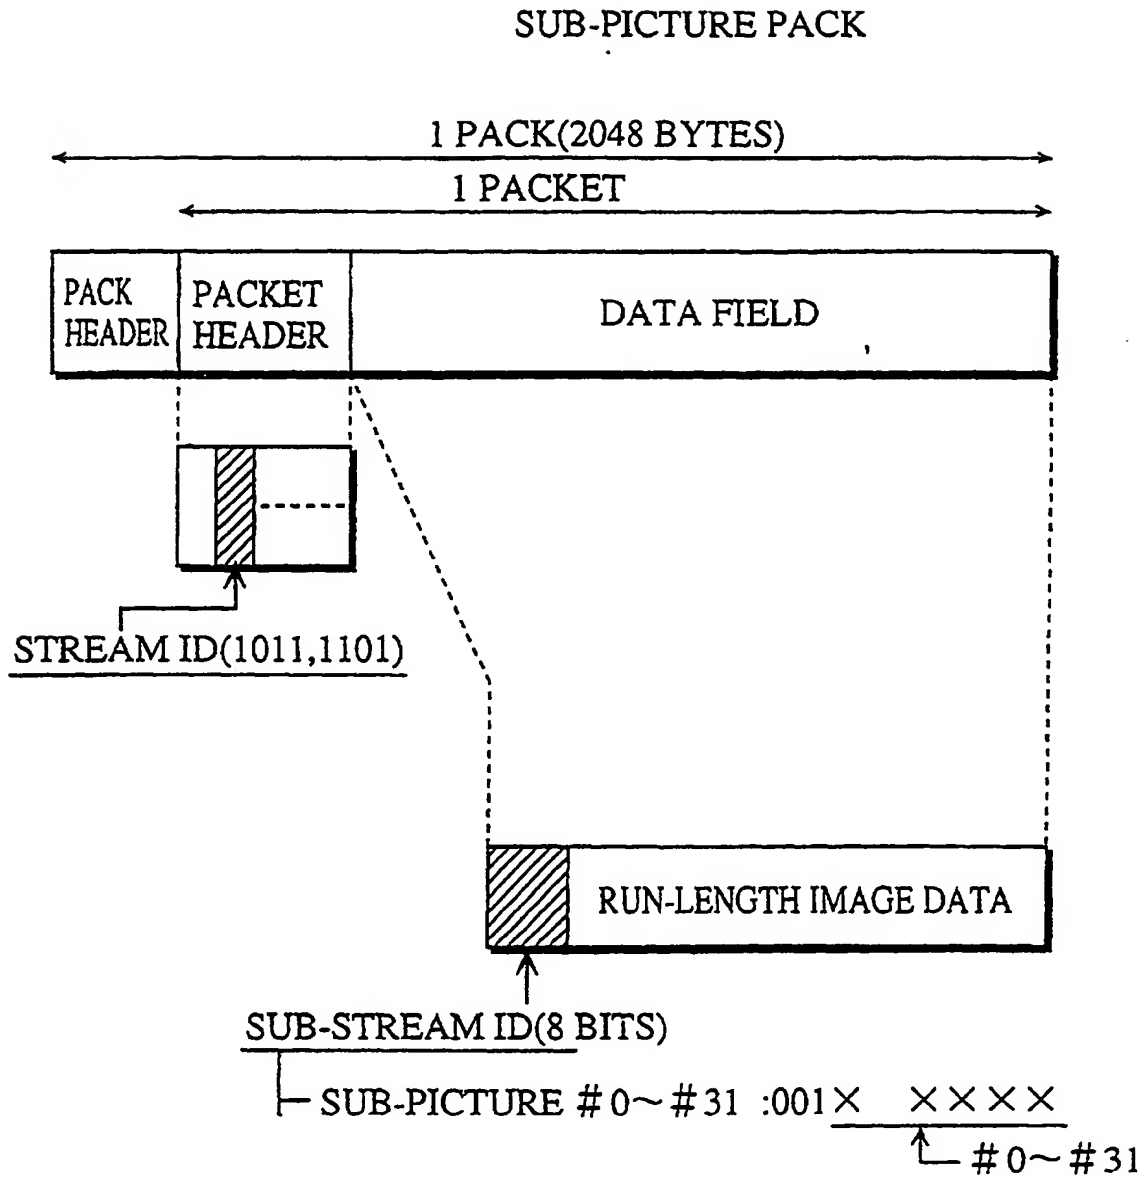 SUB-PICTURE PACK
1 PACK(2048 BYTES)
1 PACKET
PACK
HEADER
PACKET
HEADER
DATA FIELD
STREAM ID(1011,1101)
RUN-LENGTH IMAGE DATA
SUB-STREAM ID(8 BITS)
SUB-PICTURE #0~#31 :001× ××××
#0~#31